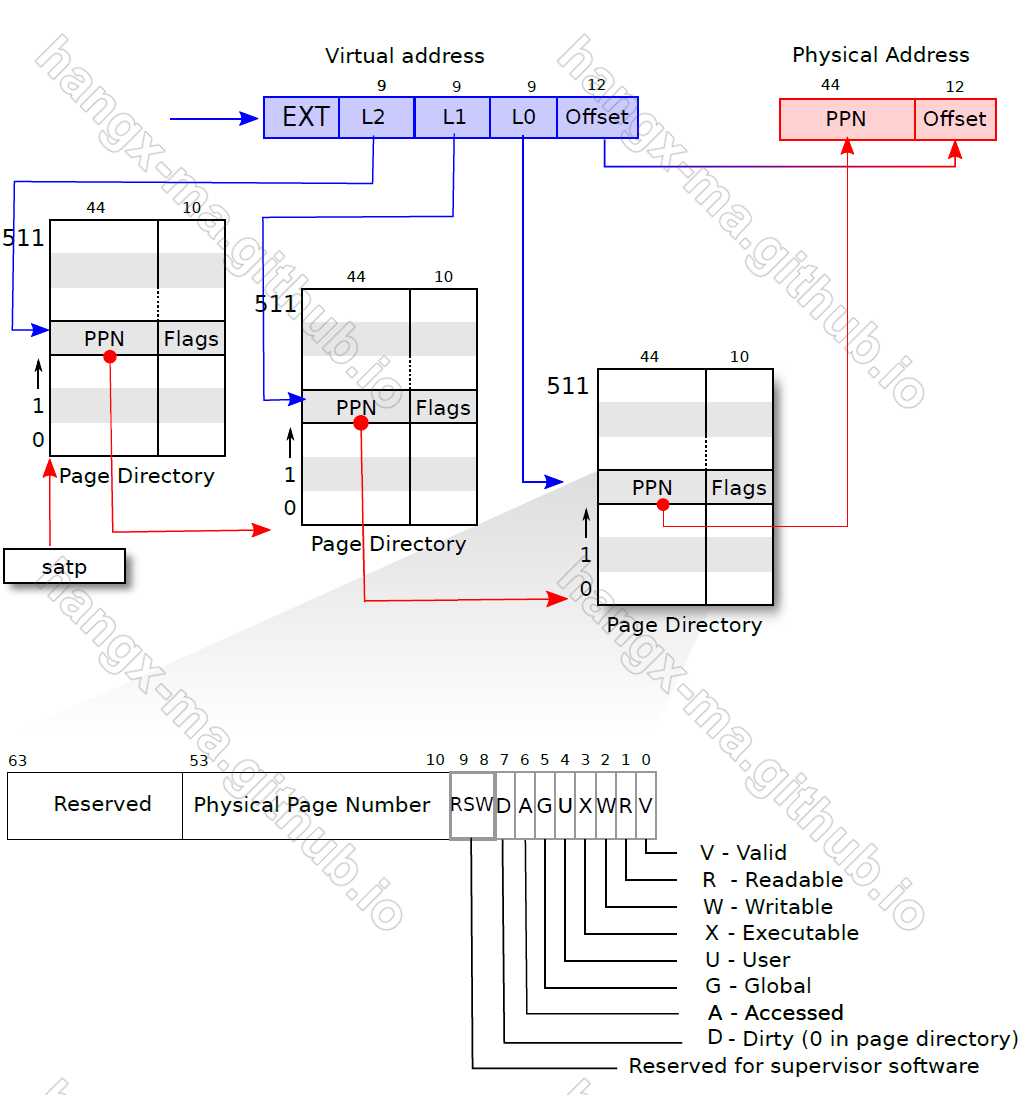 Virtual address
Physical Address
9 9 9 12
44 12
EXT L2 L1 L0 Offset
PPN Offset
44 10
511
PPN Flags
1
0
Page Directory
satp
44 10
511
PPN Flags
1
0
Page Directory
44 10
511
PPN Flags
1
0
Page Directory
63 53 10 9 8 7 6 5 4 3 2 1 0
Reserved Physical Page Number RSW D A G U X W R V
V - Valid
R - Readable
W - Writable
X - Executable
U - User
G - Global
A - Accessed
D - Dirty (0 in page directory)
Reserved for supervisor software
hangx-ma.github.io
hangx-ma.github.io
hangx-ma.github.io
hangx-ma.github.io